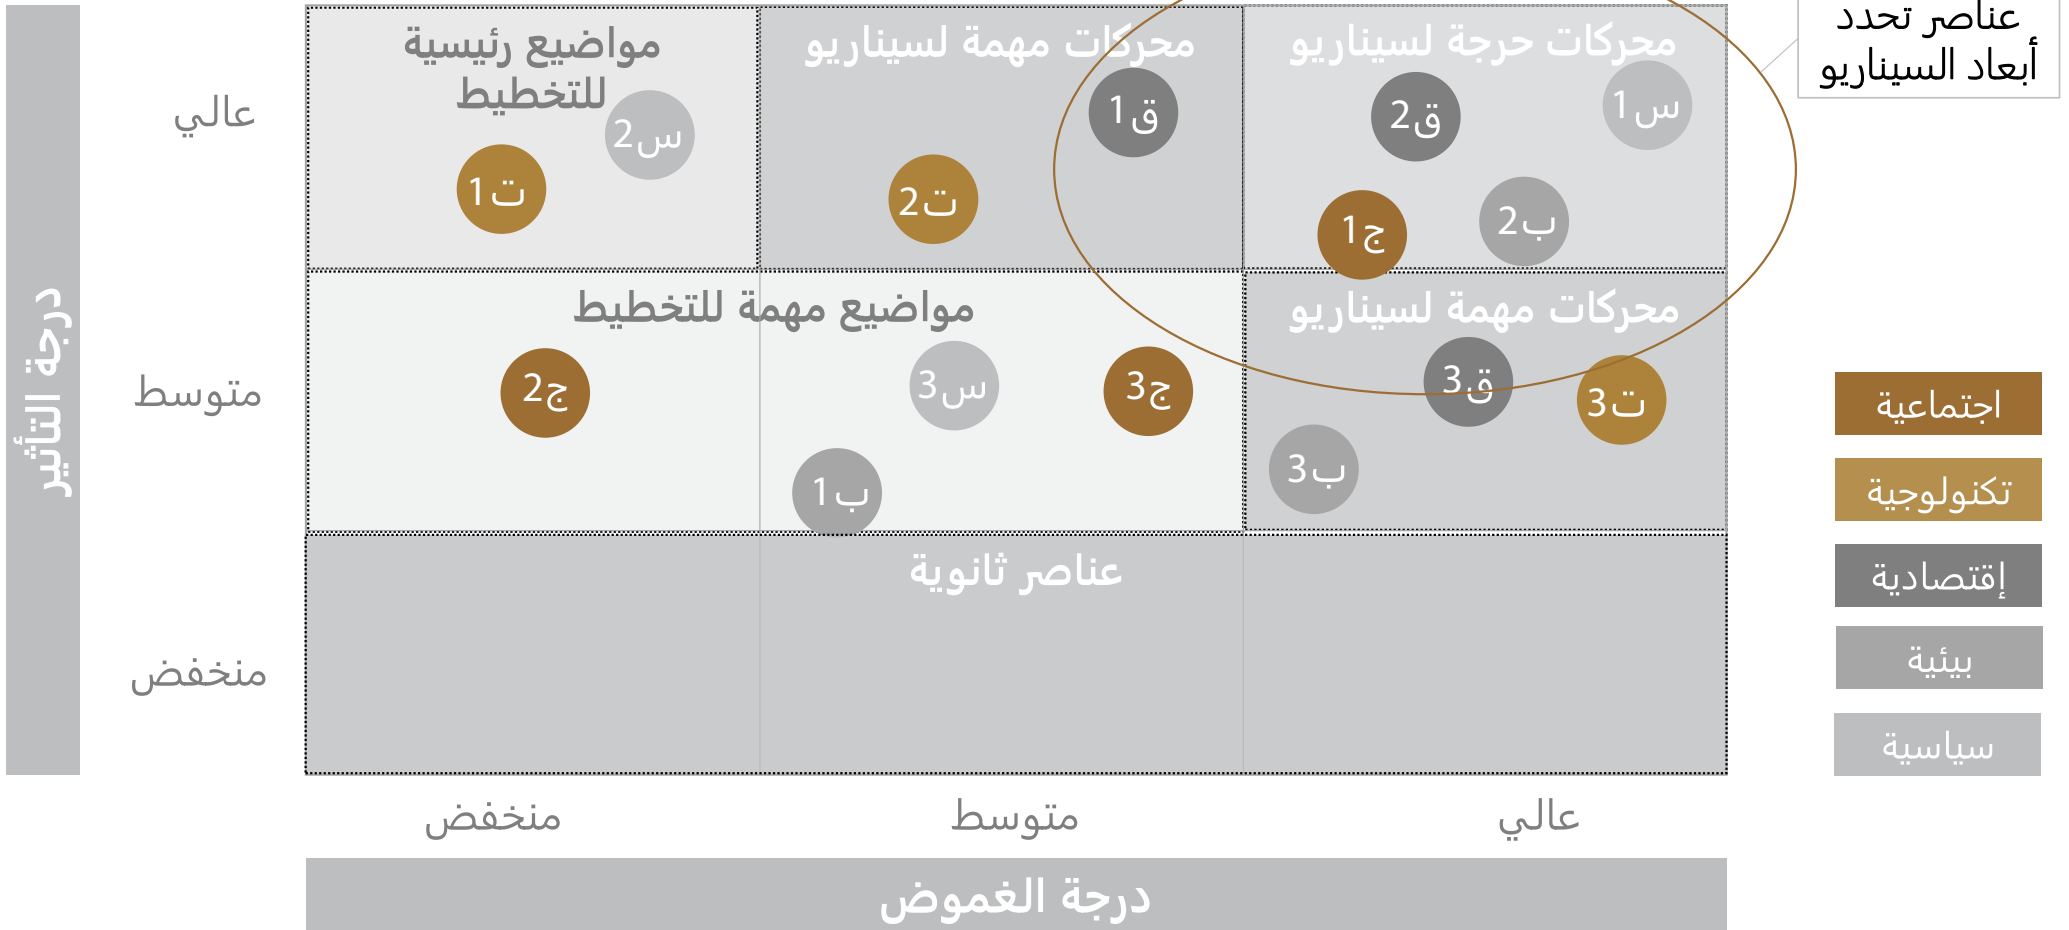 عناصر تحدد
أبعاد السيناريو
محركات حرجة لسيناريو
محركات مهمة لسيناريو
مواضيع رئيسية
للتخطيط
س1
ق2
ب2
ج1
ق1
ت2
س2
ت1
عالي
محركات مهمة لسيناريو
مواضيع مهمة للتخطيط
ق3
ت3
ب3
ج3
س3
ب1
ج2
متوسط
عناصر ثانوية
منخفض
درجة التأثير
منخفض
متوسط
عالي
درجة الغموض
اجتماعية
تكنولوجية
إقتصادية
بيئية
سياسية